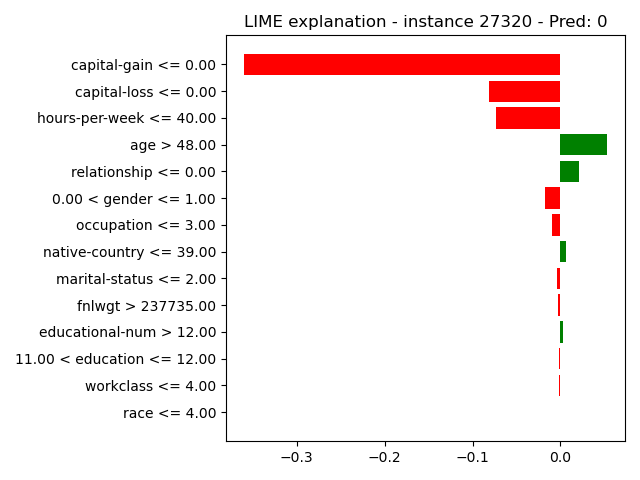 LIME explanation - instance 27320 - Pred: 0
capital-gain <= 0.00
capital-loss <= 0.00
hours-per-week <= 40.00
age > 48.00
relationship <= 0.00
0.00 < gender <= 1.00
occupation <= 3.00
native-country <= 39.00
marital-status <= 2.00
fnlwgt > 237735.00
educational-num > 12.00
11.00 < education <= 12.00
workclass <= 4.00
race <= 4.00
−0.3 −0.2 −0.1 0.0